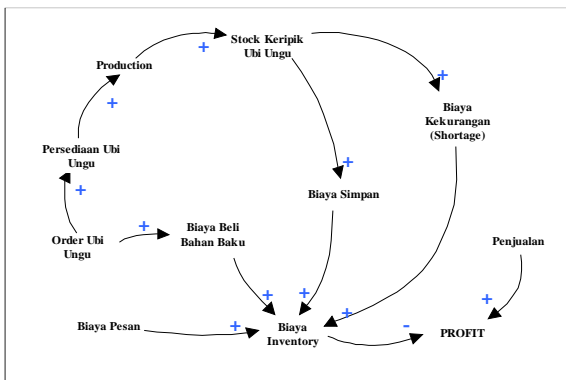 Stock Keripik
Ubi Ungu
+
Production
+
+
Biaya
Kekurangan
(Shortage)
Persediaan Ubi
Ungu
+
+
Biaya Simpan
Order Ubi
Ungu
+
Biaya Beli
Bahan Baku
Penjualan
+
+
+
+
Biaya Pesan
+
Biaya
Inventory
-
PROFIT